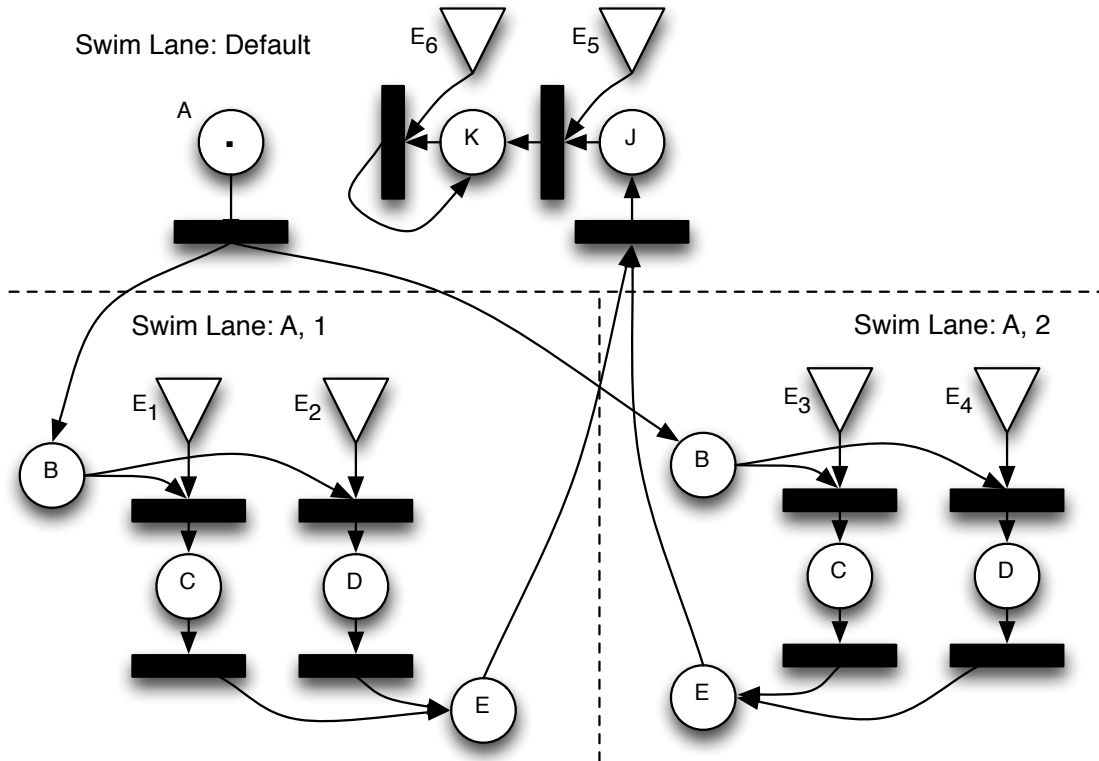 Swim Lane: Default
E6
E5
A
K
J
Swim Lane: A, 1
Swim Lane: A, 2
E1
E2
E3
E4
B
B
C
D
C
D
E
E